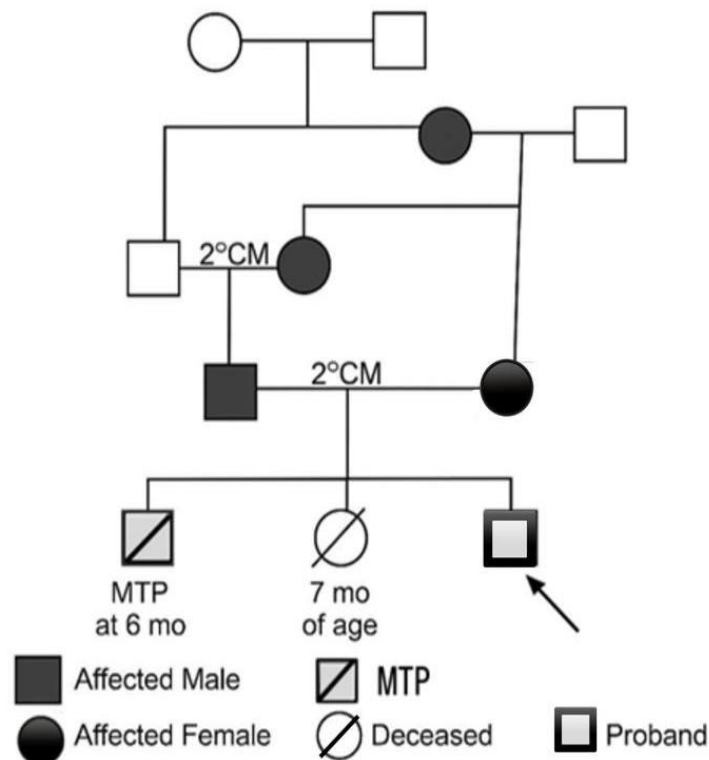 2°CM
2°CM
MTP
at 6 mo
7 mo
of age
Affected Male
MTP
Affected Female
Deceased
Proband